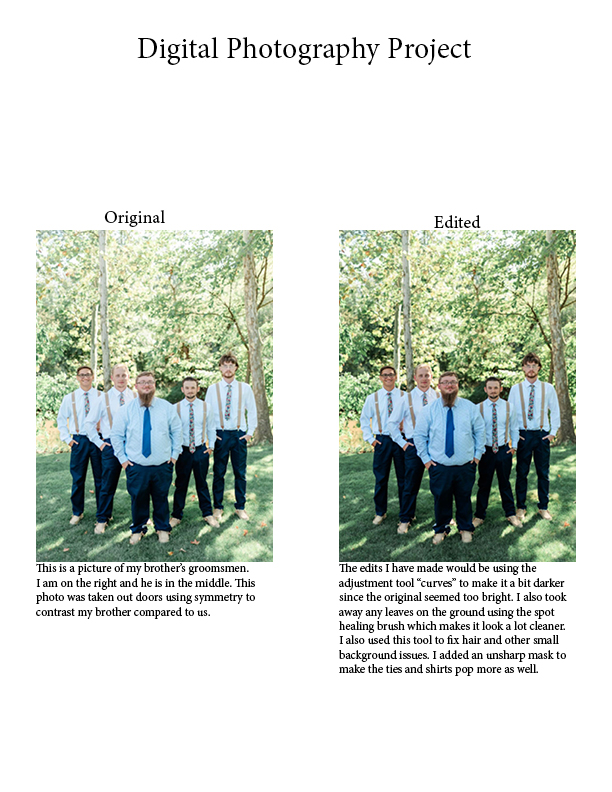 Digital Photography Project
Original
Edited
This is a picture of my brother's groomsmen.
I am on the right and he is in the middle. This
photo was taken out doors using symmetry to
contrast my brother compared to us.
The edits I have made would be using the
adjustment tool “curves” to make it a bit darker
since the original seemed too bright. I also took
away any leaves on the ground using the spot
healing brush which makes it look a lot cleaner.
I also used this tool to fix hair and other small
background issues. I added an unsharp mask to
make the ties and shirts pop more as well.